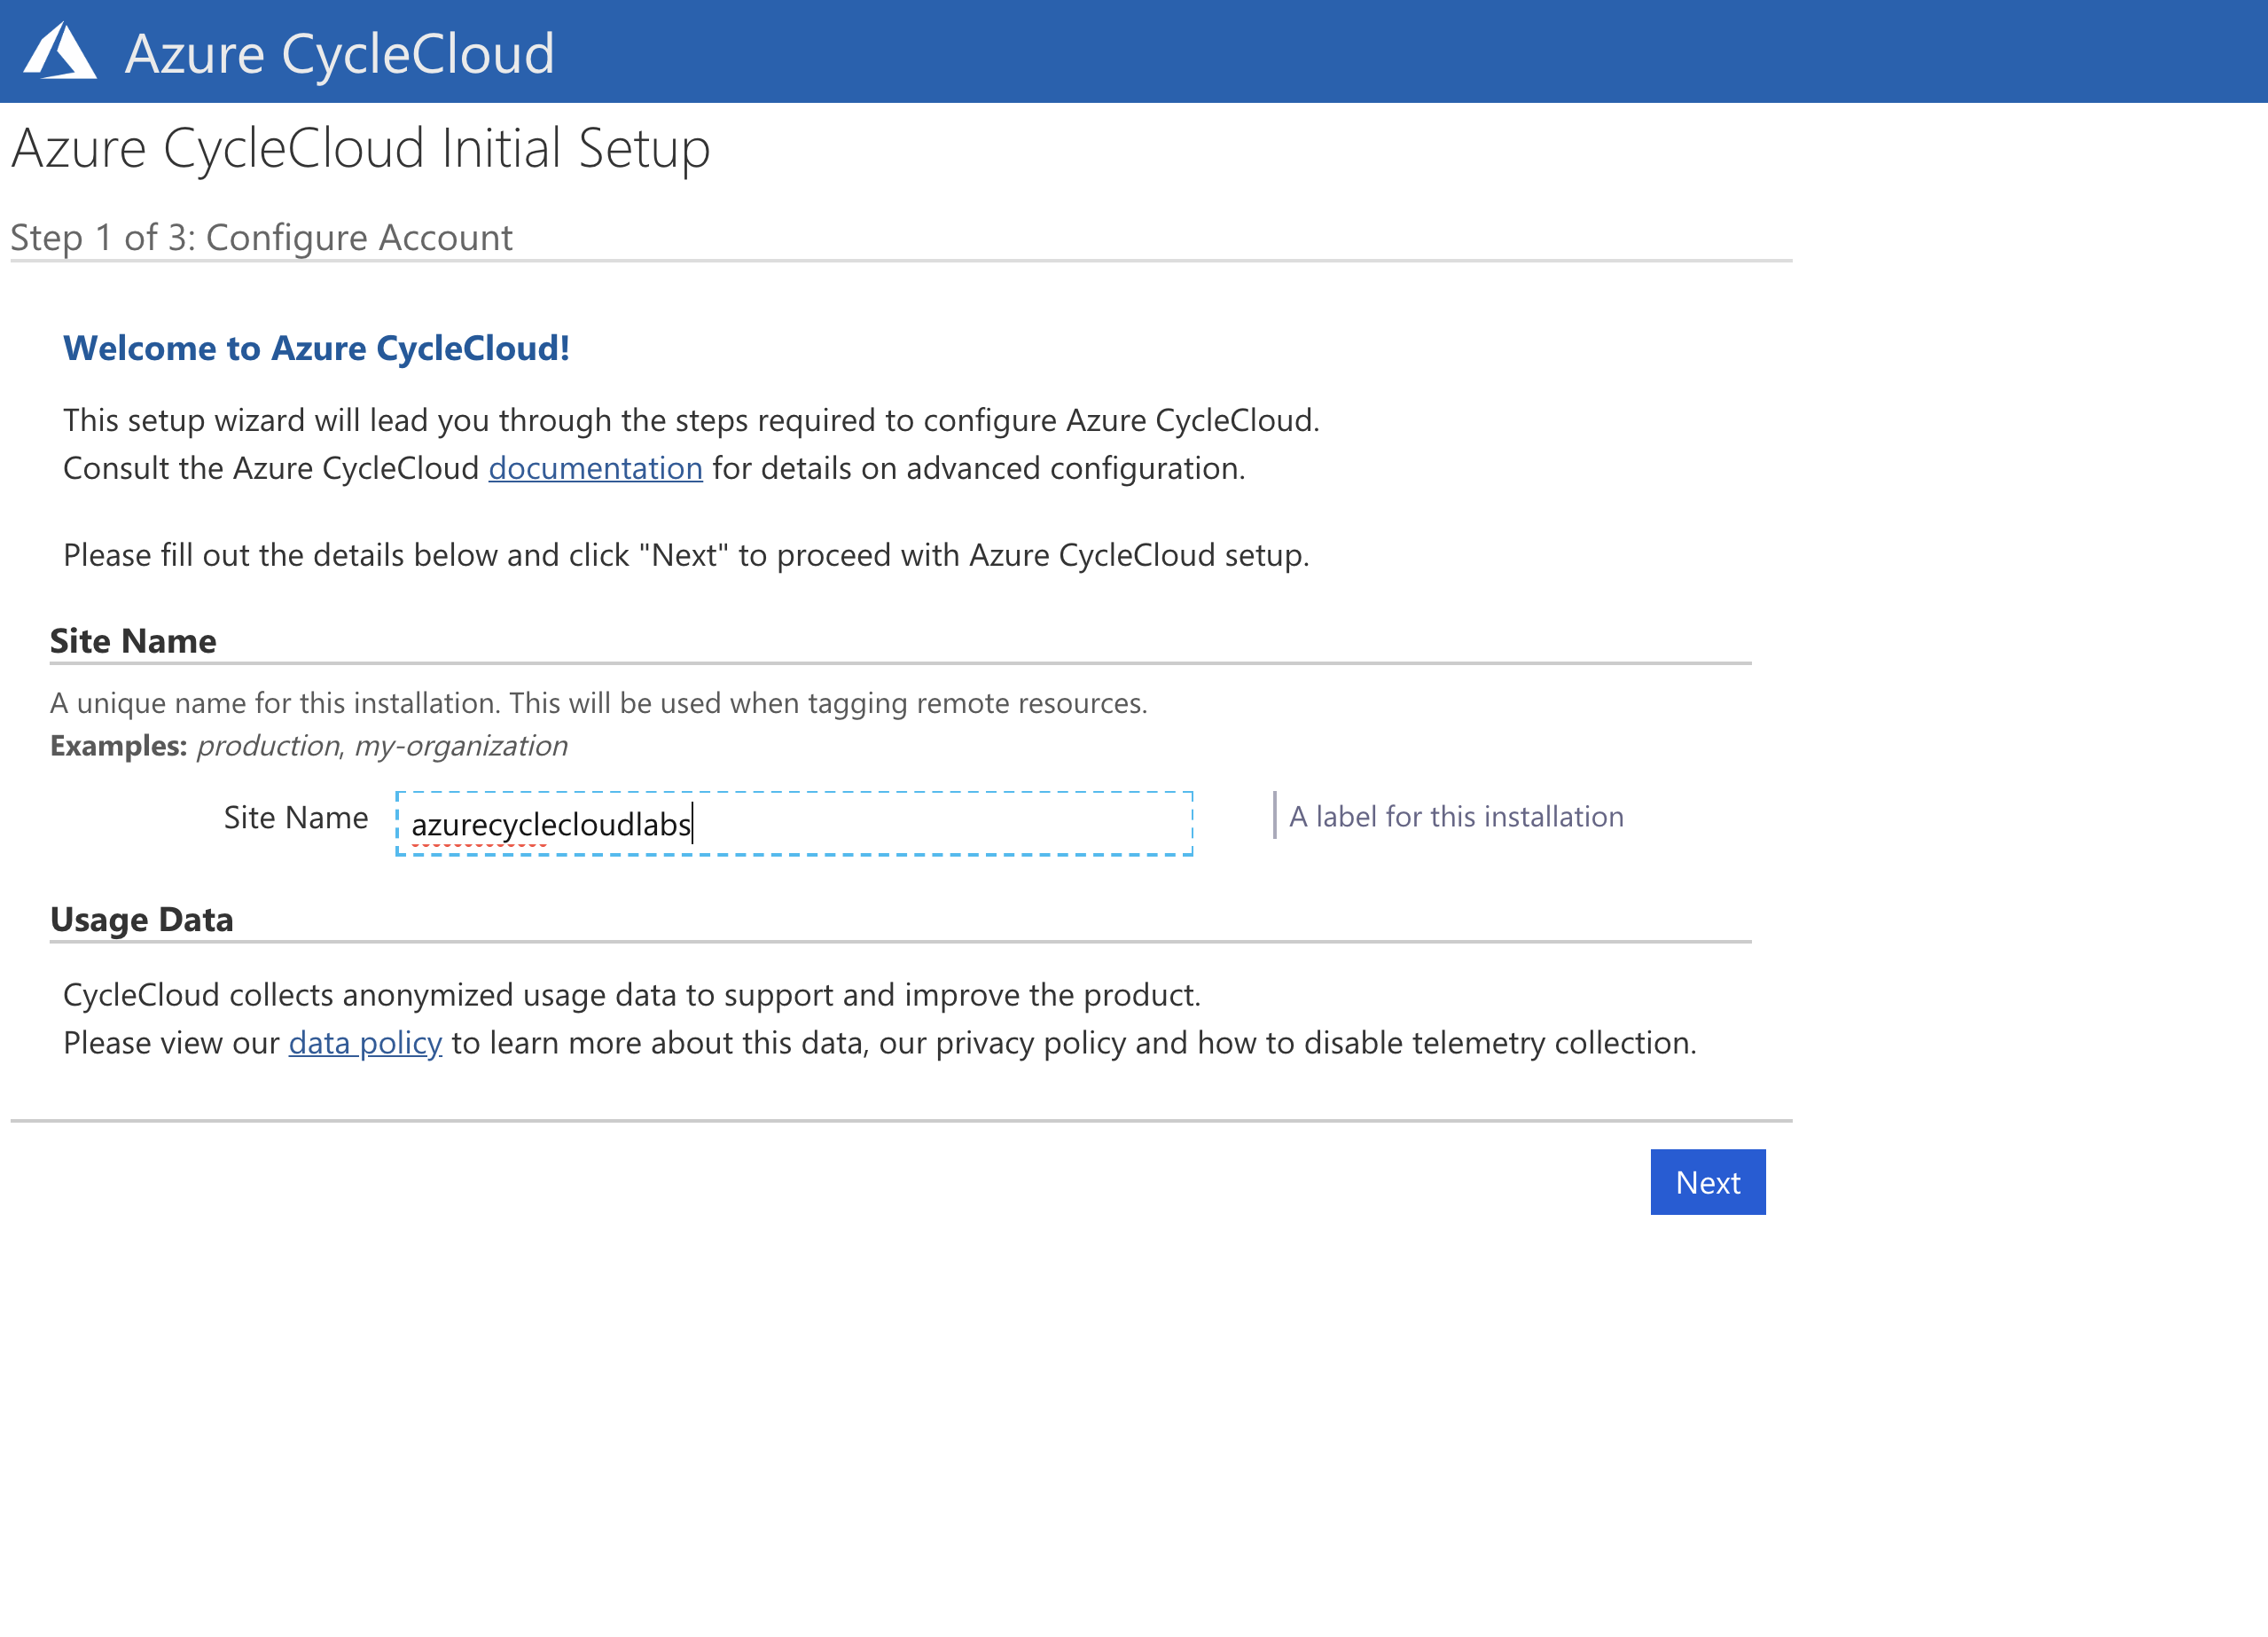 Azure CycleCloud
Azure CycleCloud Initial Setup
Step 1 of 3: Configure Account
Welcome to Azure CycleCloud!
This setup wizard will lead you through the steps required to configure Azure CycleCloud.
Consult the Azure CycleCloud documentation for details on advanced configuration.
Please fill out the details below and click "Next" to proceed with Azure CycleCloud setup.
Site Name
A unique name for this installation. This will be used when tagging remote resources.
Examples: production, my-organization
Site Name azurecyclecloudlabs A label for this installation
Usage Data
CycleCloud collects anonymized usage data to support and improve the product.
Please view our data policy to learn more about this data, our privacy policy and how to disable telemetry collection.
Next